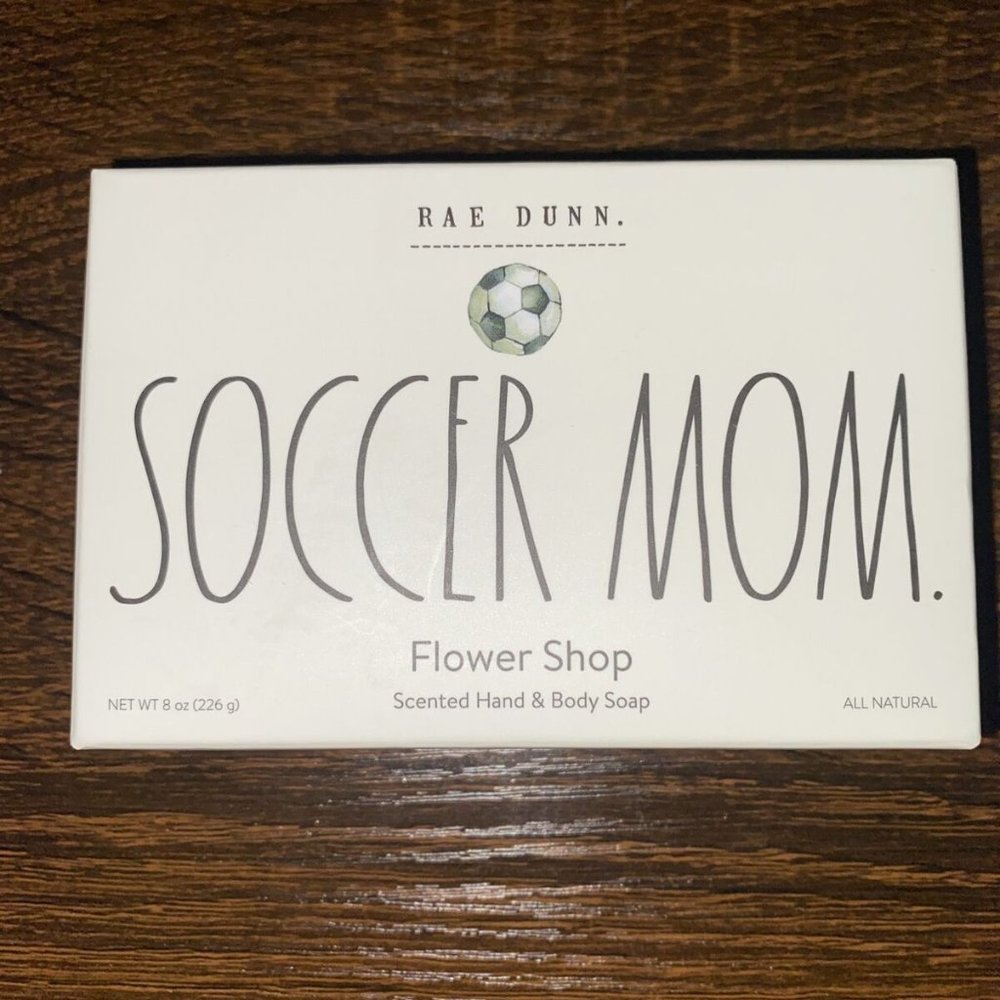 RAE DUNN.
SOCCER MOM.
Flower Shop
Scented Hand & Body Soap
NET WT 8 oz (226 g)
ALL NATURAL